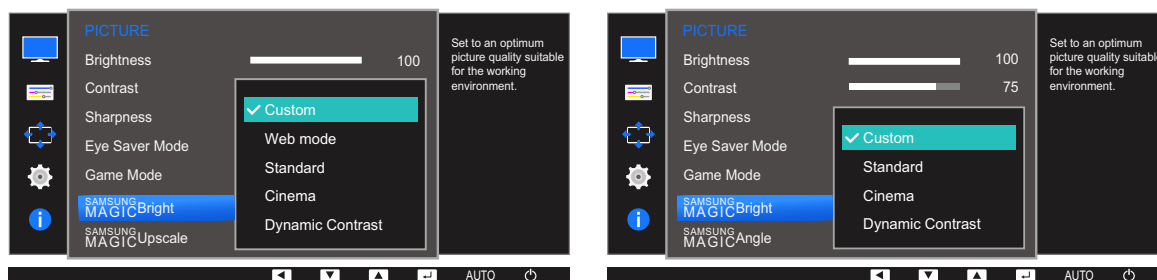 PICTURE
Brightness 100
Contrast
Sharpness
Eye Saver Mode
Game Mode
SAMSUNG
MAGICBright
SAMSUNG
MAGICUpscale
Custom
Web mode
Standard
Cinema
Dynamic Contrast
Set to an optimum
picture quality suitable
for the working
environment.
AUTO
PICTURE
Brightness 100
Contrast 75
Sharpness
Eye Saver Mode
Game Mode
SAMSUNG
MAGICBright
SAMSUNG
MAGICAngle
Custom
Standard
Cinema
Dynamic Contrast
Set to an optimum
picture quality suitable
for the working
environment.
AUTO